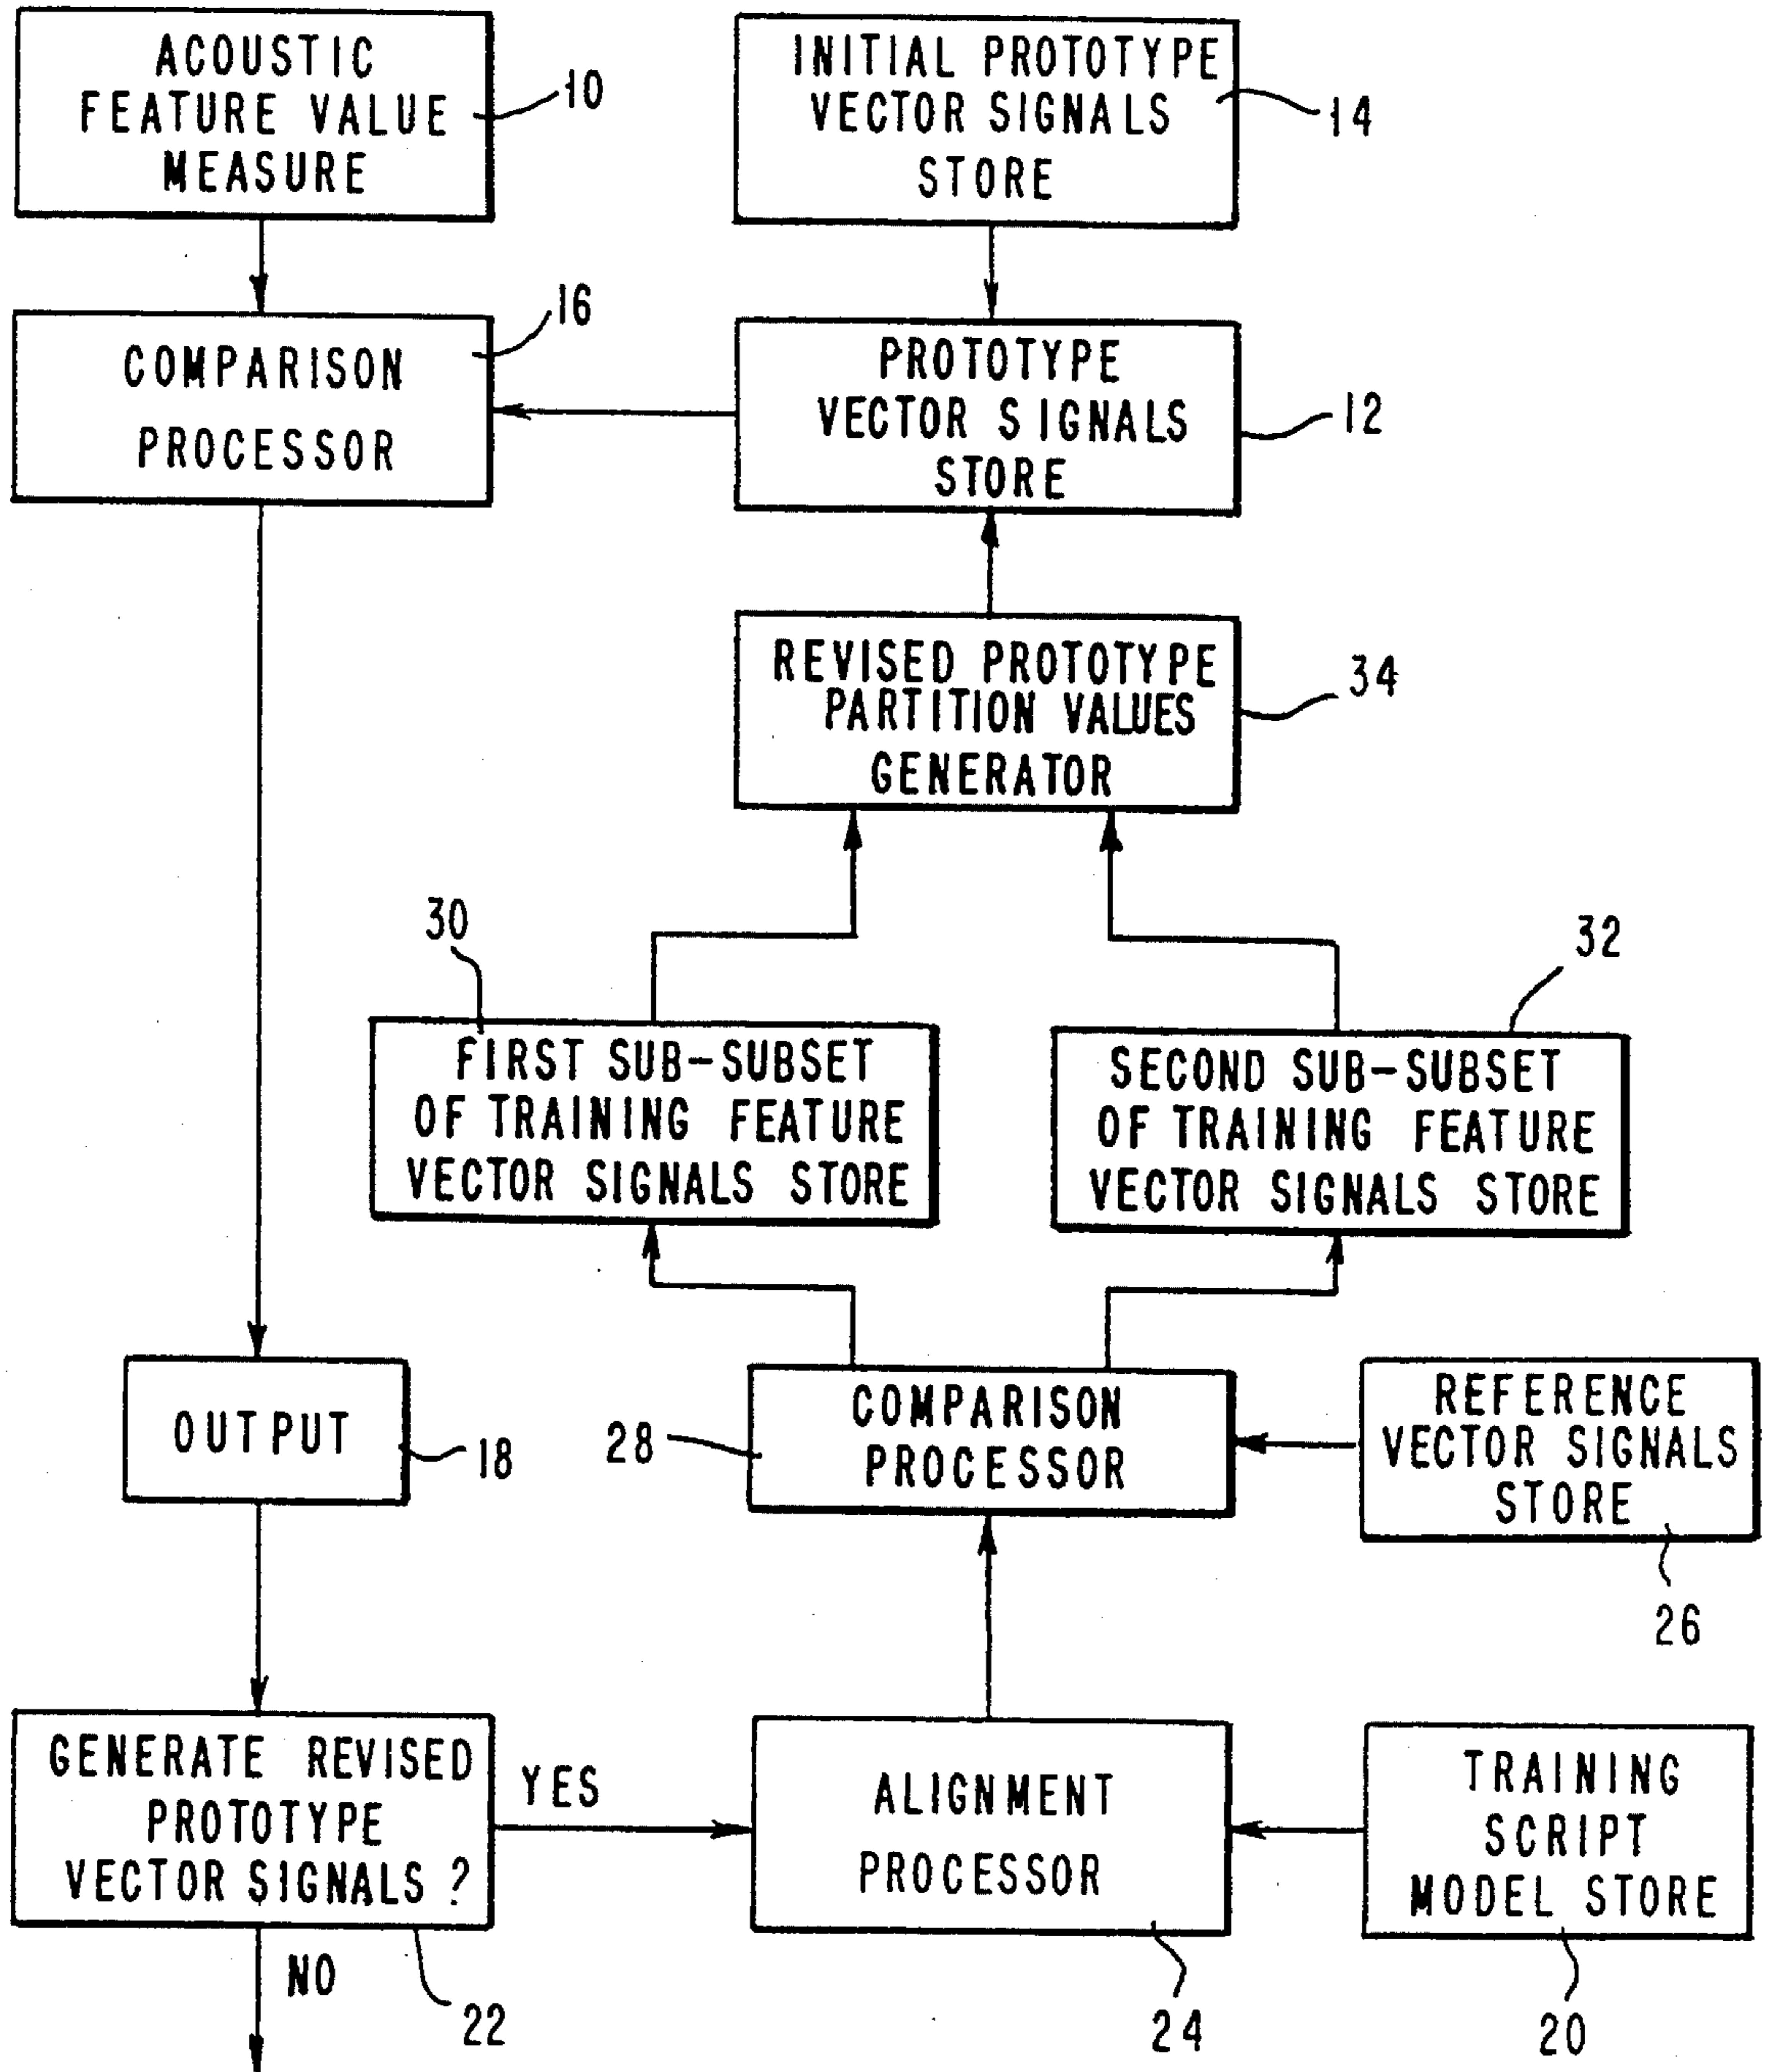 ACOUSTIC
FEATURE VALUE
MEASURE
10
INITIAL PROTOTYPE
VECTOR SIGNALS
STORE
14
COMPARISON
PROCESSOR
16
PROTOTYPE
VECTOR SIGNALS
STORE
12
REVISED PROTOTYPE
PARTITION VALUES
GENERATOR
34
30
FIRST SUB-SUBSET
OF TRAINING FEATURE
VECTOR SIGNALS STORE
32
SECOND SUB-SUBSET
OF TRAINING FEATURE
VECTOR SIGNALS STORE
OUTPUT
18
28
COMPARISON
PROCESSOR
REFERENCE
VECTOR SIGNALS
STORE
26
GENERATE REVISED
PROTOTYPE
VECTOR SIGNALS ?
YES
NO
22
ALIGNMENT
PROCESSOR
24
TRAINING
SCRIPT
MODEL STORE
20